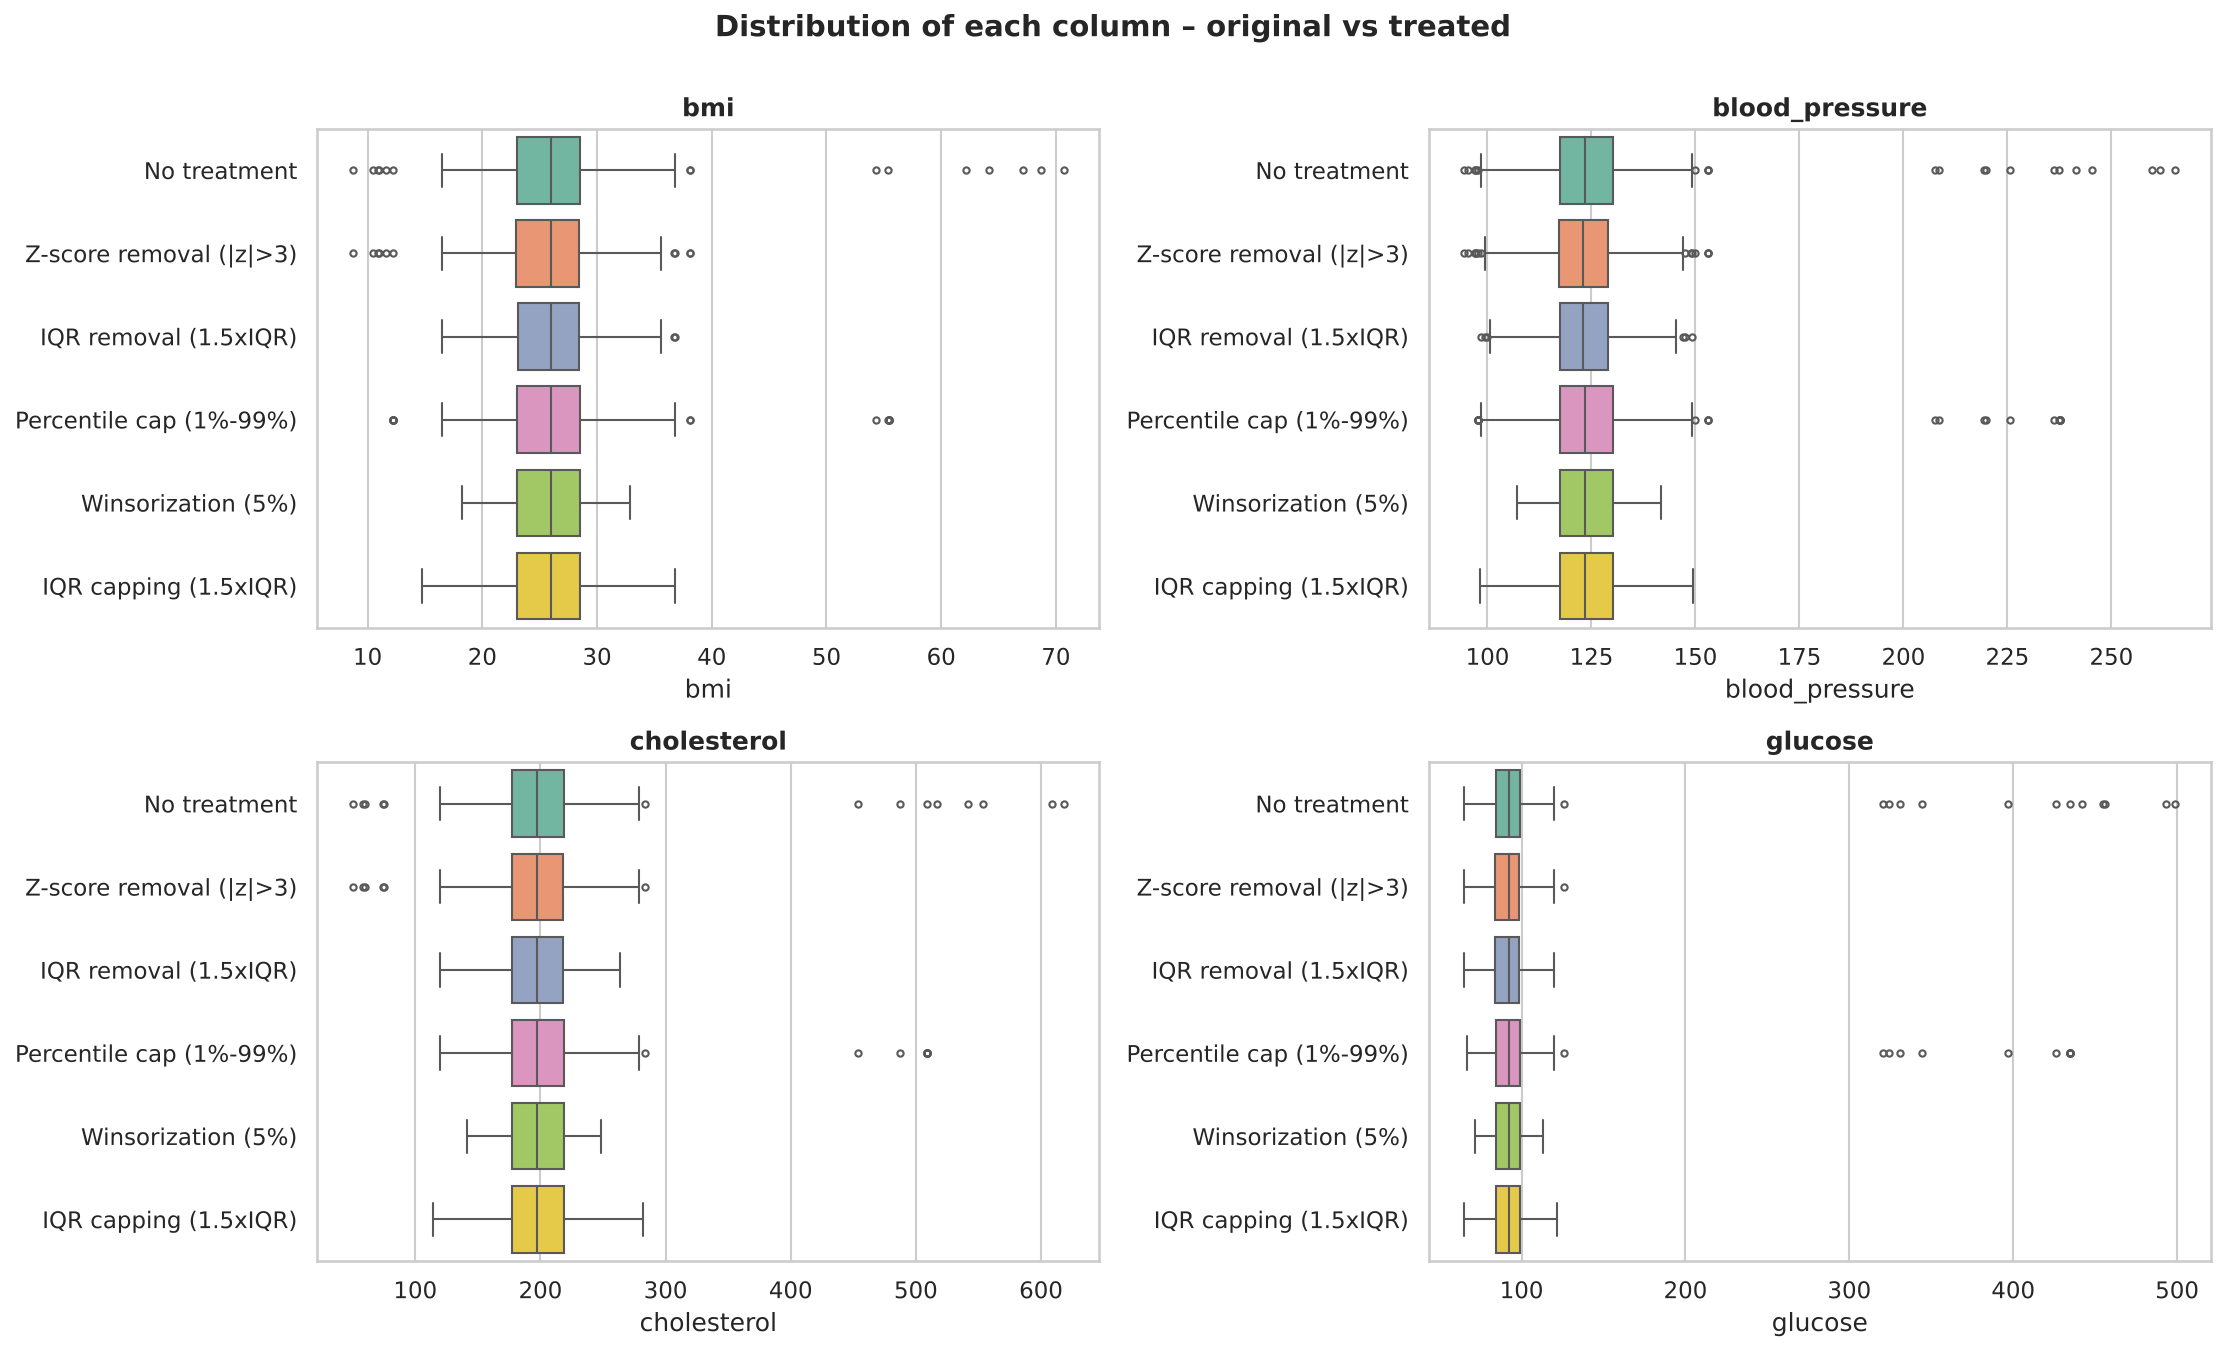 Distribution of each column – original vs treated
bmi
No treatment
Z-score removal (|z|>3)
IQR removal (1.5xIQR)
Percentile cap (1%-99%)
Winsorization (5%)
IQR capping (1.5xIQR)
10 20 30 40 50 60 70
bmi
blood_pressure
No treatment
Z-score removal (|z|>3)
IQR removal (1.5xIQR)
Percentile cap (1%-99%)
Winsorization (5%)
IQR capping (1.5xIQR)
100 125 150 175 200 225 250
blood_pressure
cholesterol
No treatment
Z-score removal (|z|>3)
IQR removal (1.5xIQR)
Percentile cap (1%-99%)
Winsorization (5%)
IQR capping (1.5xIQR)
100 200 300 400 500 600
cholesterol
glucose
No treatment
Z-score removal (|z|>3)
IQR removal (1.5xIQR)
Percentile cap (1%-99%)
Winsorization (5%)
IQR capping (1.5xIQR)
100 200 300 400 500
glucose